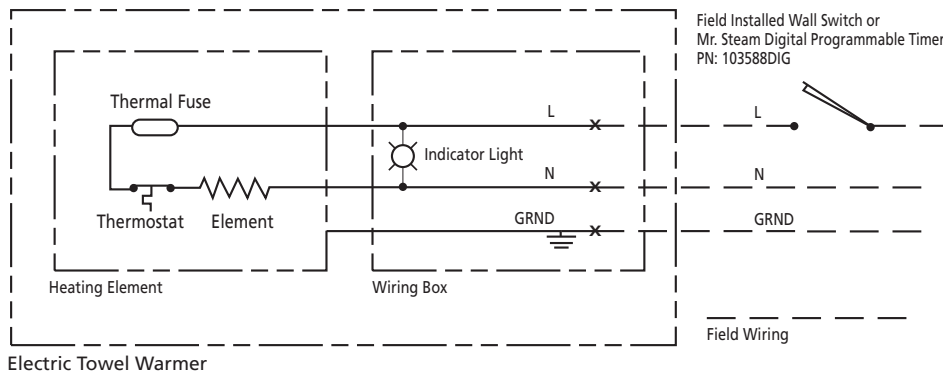 Field Installed Wall Switch or
Mr. Steam Digital Programmable Timer
PN: 103588DIG
Thermal Fuse
L
x
L
Indicator Light
N
x
N
Thermostat
Element
GRND
x
GRND
Heating Element
Wiring Box
Field Wiring
Electric Towel Warmer